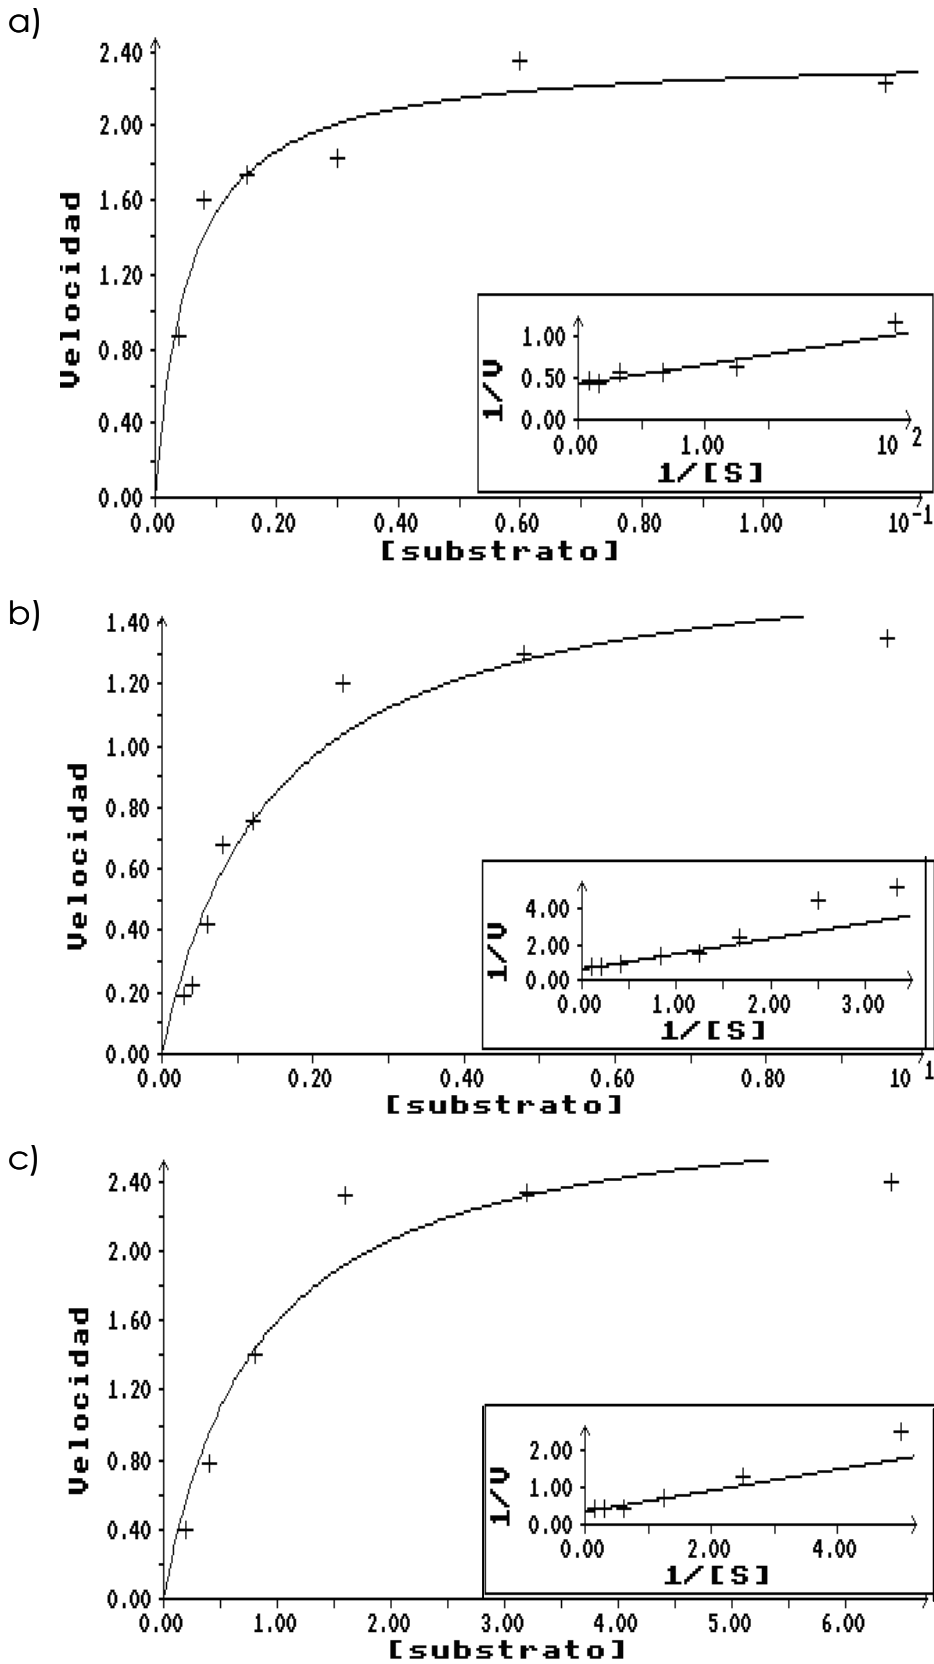 a)
2.40
2.00
1.60
1.20
0.80
0.40
0.00
Velocidad
0.00 0.20 0.40 0.60 0.80 1.00 10⁻¹
[substrato]
1.00
0.50
0.00
1/V
0.00 1.00 10 2
1/[S]
b)
1.40
1.20
1.00
0.80
0.60
0.40
0.20
0.00
Velocidad
0.00 0.20 0.40 0.60 0.80 10 1
[substrato]
4.00
2.00
0.00
1/V
0.00 1.00 2.00 3.00
1/[S]
c)
2.40
2.00
1.60
1.20
0.80
0.40
0.00
Velocidad
0.00 1.00 2.00 3.00 4.00 5.00 6.00
[substrato]
2.00
1.00
0.00
1/V
0.00 2.00 4.00
1/[S]